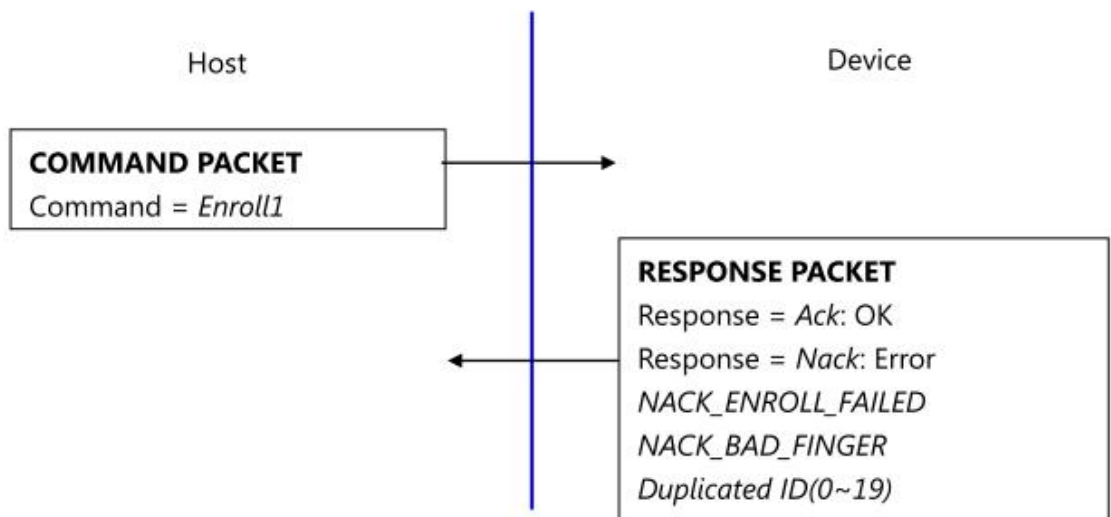 Host
Device
COMMAND PACKET
Command = Enroll1
RESPONSE PACKET
Response = Ack: OK
Response = Nack: Error
NACK_ENROLL_FAILED
NACK_BAD_FINGER
Duplicated ID(0~19)